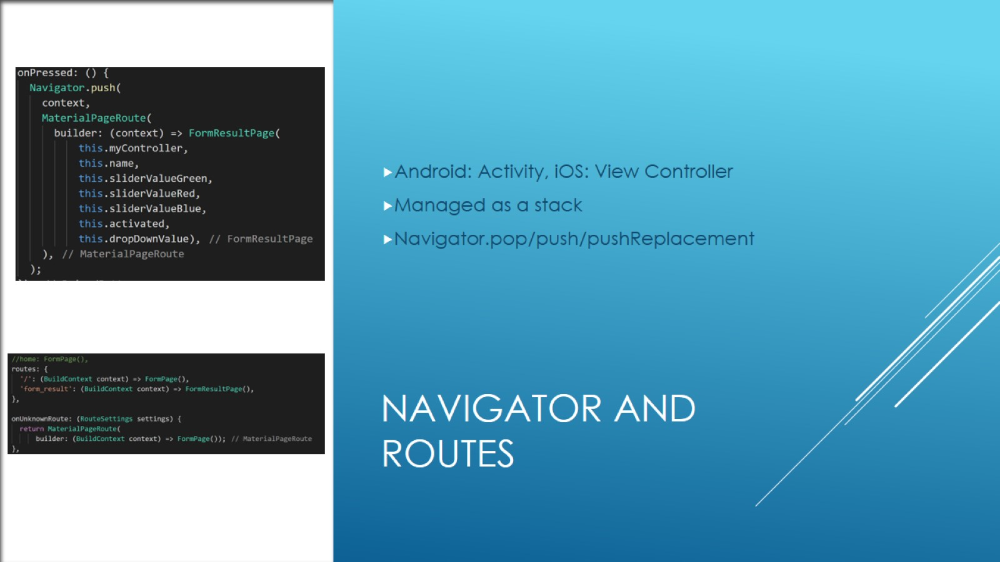 onPressed: () {
Navigator.push(
context,
MaterialPageRoute(
builder: (context) => FormResultPage(
this.myController,
this.name,
this.sliderValueGreen,
this.sliderValueRed,
this.sliderValueBlue,
this.activated,
this.dropDownValue), // FormResultPage
), // MaterialPageRoute
);
//home: FormPage(),
routes: {
'/': (BuildContext context) => FormPage(),
'form_result': (BuildContext context) => FormResultPage(),
},
onUnknownRoute: (RouteSettings settings) {
return MaterialPageRoute(
builder: (BuildContext context) => FormPage()); // MaterialPageRoute
},
Android: Activity, iOS: View Controller
Managed as a stack
Navigator.pop/push/pushReplacement
NAVIGATOR AND
ROUTES